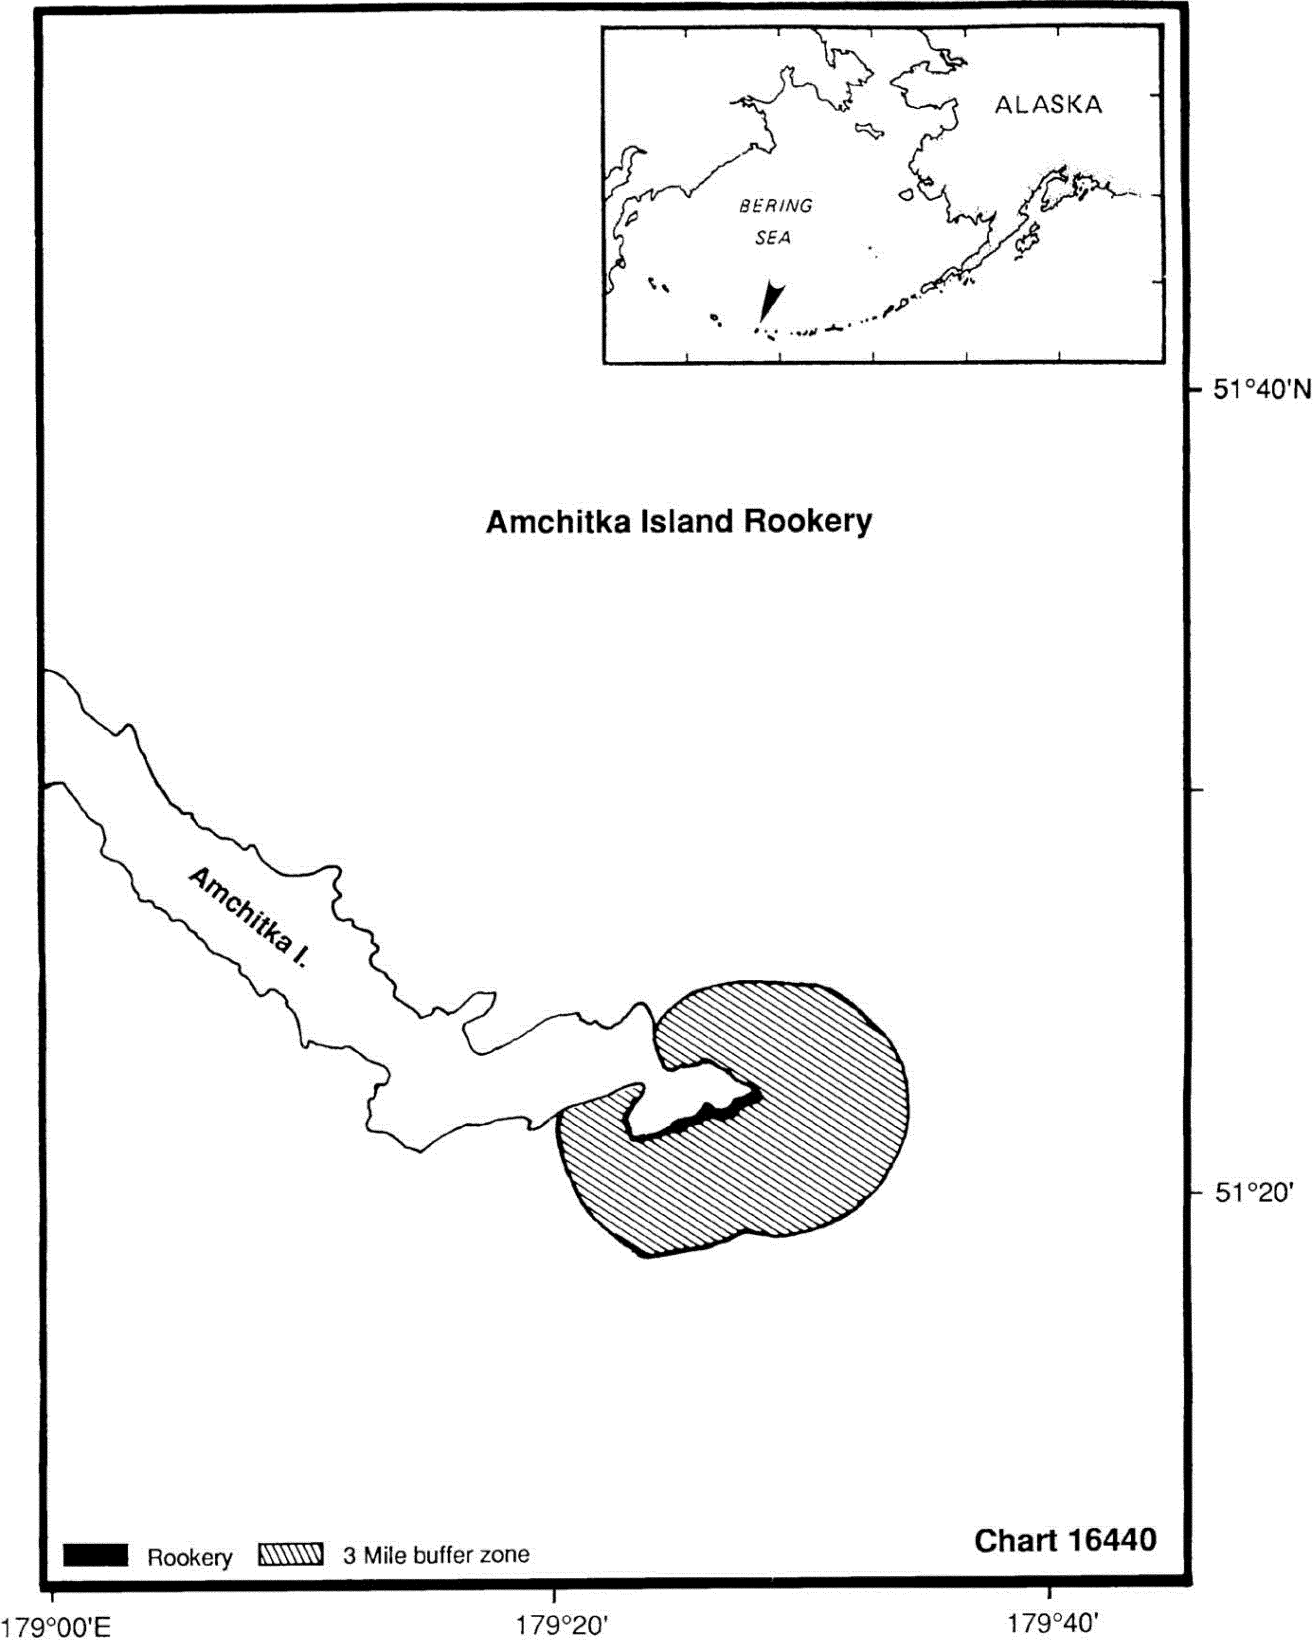 ALASKA
BERING
SEA
51°40'N
Amchitka Island Rookery
Amchitka I.
51°20'
Chart 16440
Rookery
3 Mile buffer zone
179°00'E
179°20'
179°40'